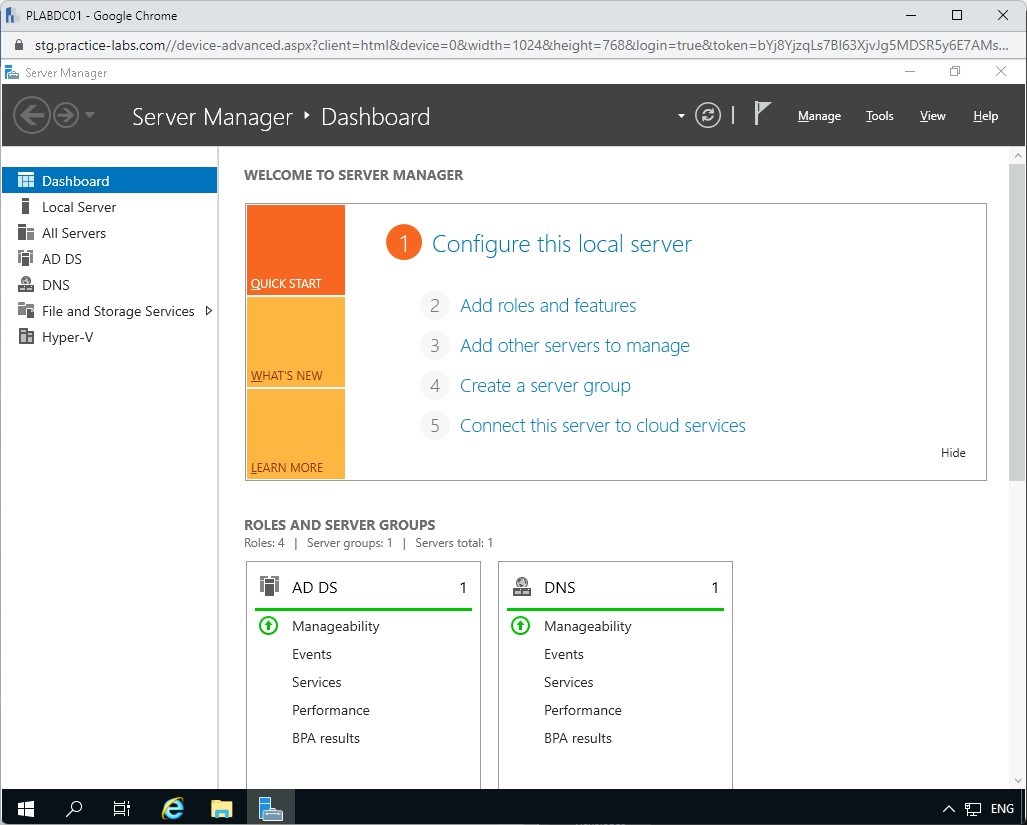 PLABDC01 - Google Chrome
stg.practice-labs.com//device-advanced.aspx?client=html&device=0&width=1024&height=768&login=true&token=bYj8YjzqLs7BI63XjvJg5MDSR5y6E7AMs...
Server Manager
Server Manager ‣ Dashboard
Manage Tools View Help
Dashboard
Local Server
All Servers
AD DS
DNS
File and Storage Services
Hyper-V
WELCOME TO SERVER MANAGER
QUICK START
WHAT'S NEW
LEARN MORE
1 Configure this local server
2 Add roles and features
3 Add other servers to manage
4 Create a server group
5 Connect this server to cloud services
Hide
ROLES AND SERVER GROUPS
Roles: 4 | Server groups: 1 | Servers total: 1
AD DS 1
Manageability
Events
Services
Performance
BPA results
DNS 1
Manageability
Events
Services
Performance
BPA results
ENG